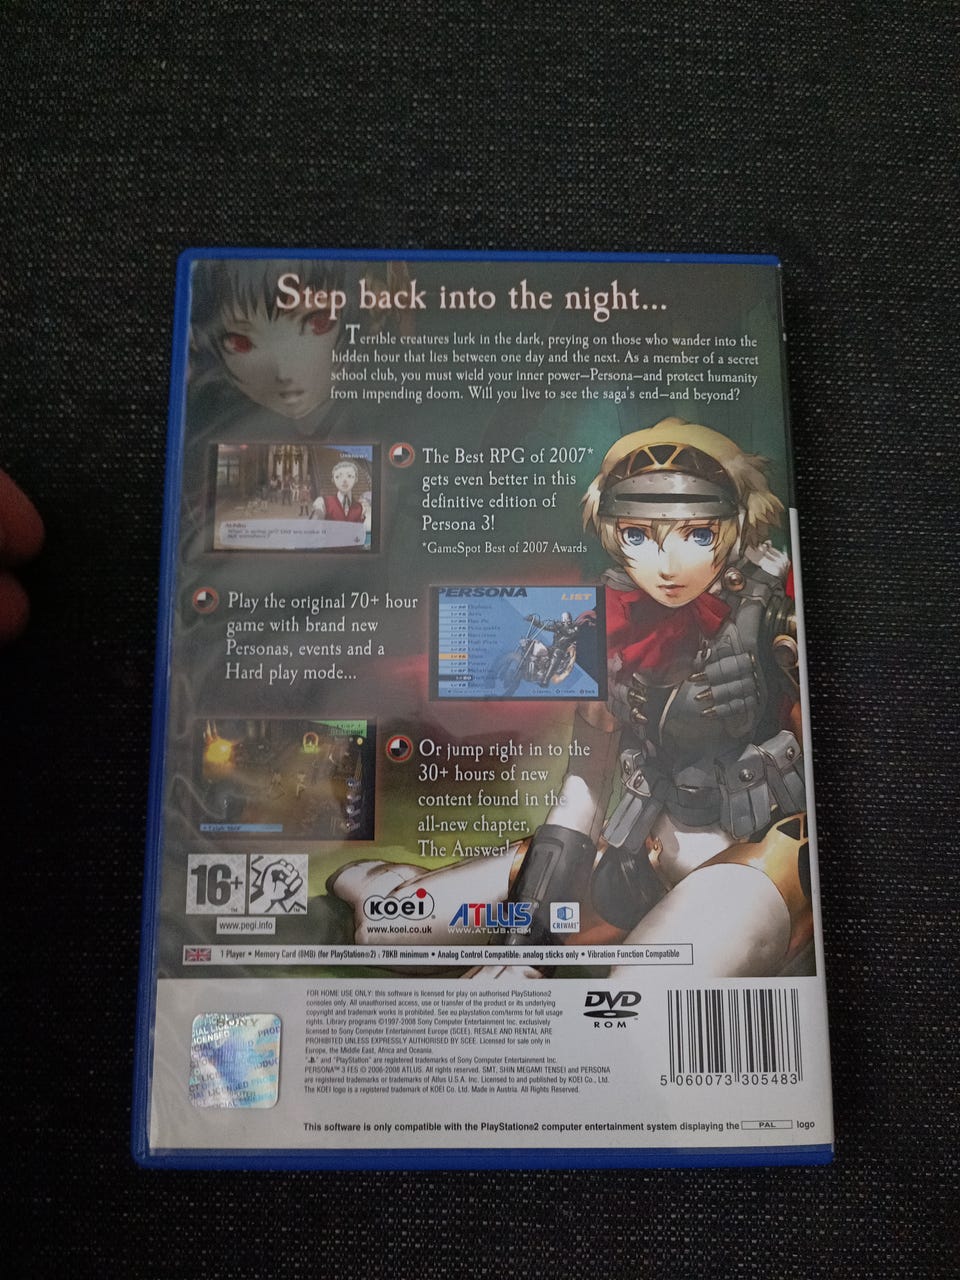 Step back into the night...
Terrible creatures lurk in the dark, preying on those who wander into the
hidden hour that lies between one day and the next. As a member of a secret
school club, you must wield your inner power—Persona—and protect humanity
from impending doom. Will you live to see the saga's end—and beyond?
The Best RPG of 2007*
gets even better in this
definitive edition of
Persona 3!
*GameSpot Best of 2007 Awards
Play the original 70+ hour
game with brand new
Personas, events and a
Hard play mode...
PERSONA
LIST
Or jump right in to the
30+ hours of new
content found in the
all-new chapter,
The Answer!
16+
www.pegi.info
KOEI
www.koei.co.uk
ATLUS
WWW.ATLUS.COM
CRIWARE
1 Player • Memory Card (8MB) (for PlayStation®2) : 78KB minimum • Analog Control Compatible: analog sticks only • Vibration Function Compatible
FOR HOME USE ONLY: this software is licensed for play on authorised PlayStation®2
consoles only. All unauthorised access, use or transfer of the product or its underlying
copyright and trademark works is prohibited. See eu.playstation.com/terms for full usage
rights. Library programs ©1997-2008 Sony Computer Entertainment Inc. exclusively
licensed to Sony Computer Entertainment Europe (SCEE). RESALE AND RENTAL ARE
PROHIBITED UNLESS EXPRESSLY AUTHORISED BY SCEE. Licensed for sale only in
Europe, the Middle East, Africa and Oceania.
" " and "PlayStation" are registered trademarks of Sony Computer Entertainment Inc.
PERSONA™ 3 FES © 2006-2008 ATLUS. All rights reserved. SMT, SHIN MEGAMI TENSEI and PERSONA
are registered trademarks or trademarks of Atlus U.S.A. Inc. Licensed to and published by KOEI Co., Ltd.
The KOEI logo is a registered trademark of KOEI Co. Ltd. Made in Austria. All Rights Reserved.
DVD
ROM
SONY
LICENSED
5 060073 305483
This software is only compatible with the PlayStation®2 computer entertainment system displaying the PAL logo